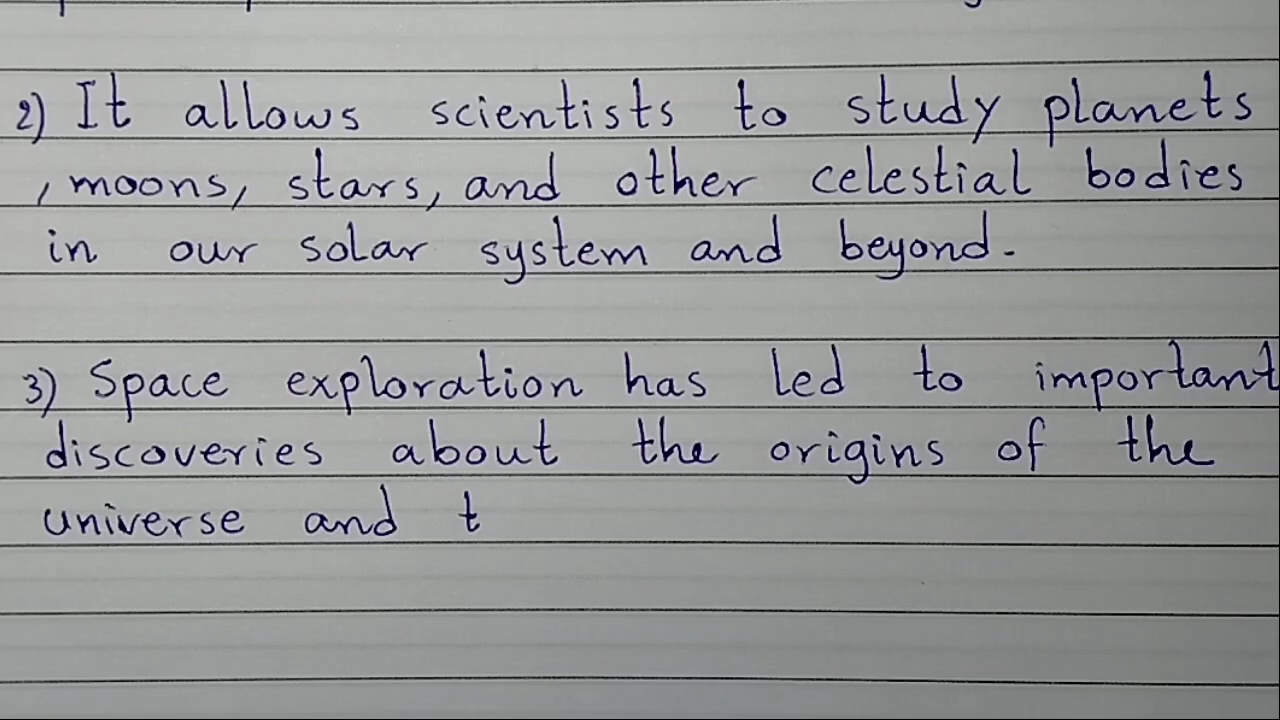 2) It allows scientists to study planets
, moons, stars, and other celestial bodies
in our solar system and beyond.
3) Space exploration has led to important
discoveries about the origins of the
universe and t